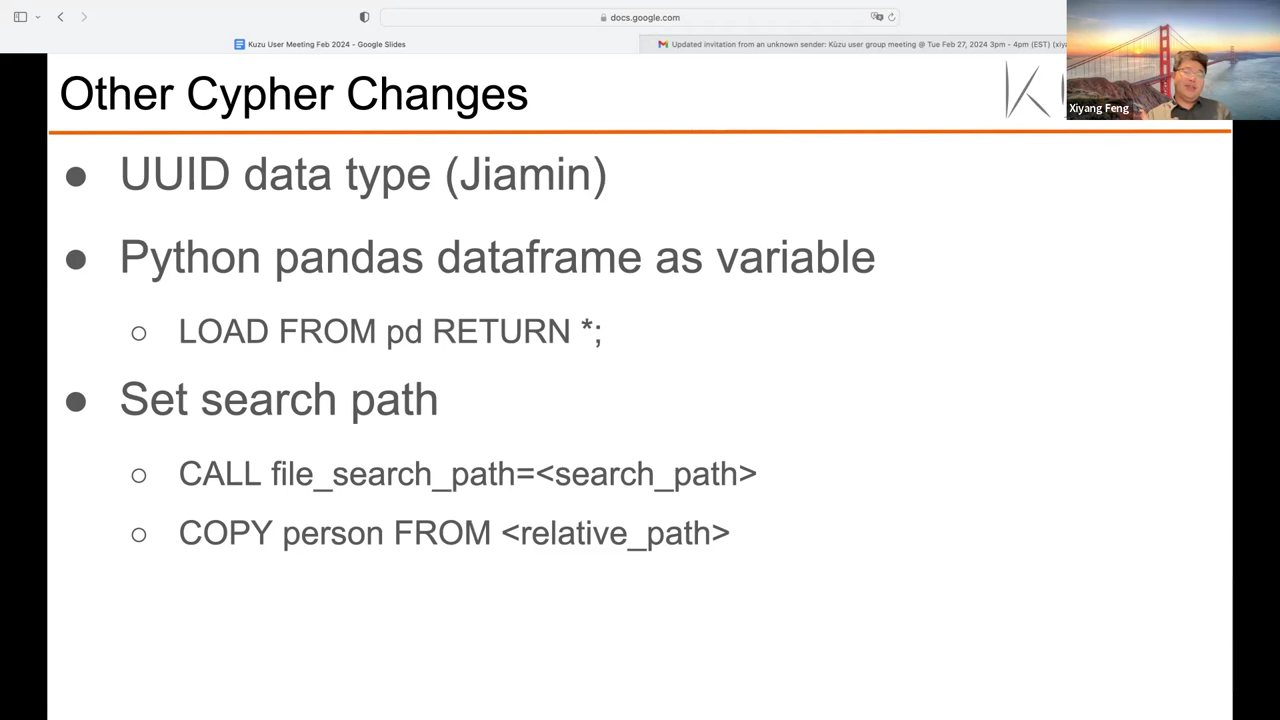 docs.google.com
Kuzu User Meeting Feb 2024 - Google Slides
Updated invitation from an unknown sender: Kùzu user group meeting @ Tue Feb 27, 2024 3pm - 4pm (EST) (xiy
Other Cypher Changes
K
Xiyang Feng
● UUID data type (Jiamin)
● Python pandas dataframe as variable
○ LOAD FROM pd RETURN *;
● Set search path
○ CALL file_search_path=<search_path>
○ COPY person FROM <relative_path>